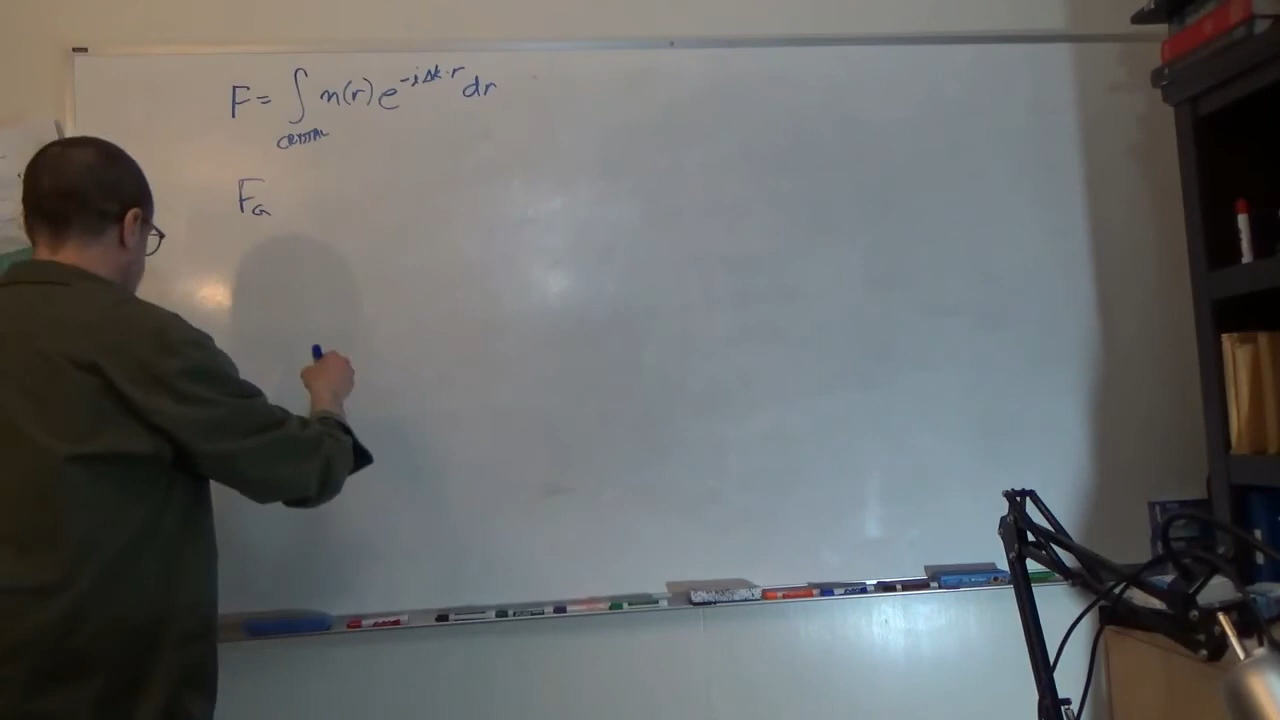 F = ∫ n(r) e^{-iΔk·r} dr
CRYSTAL
F_G